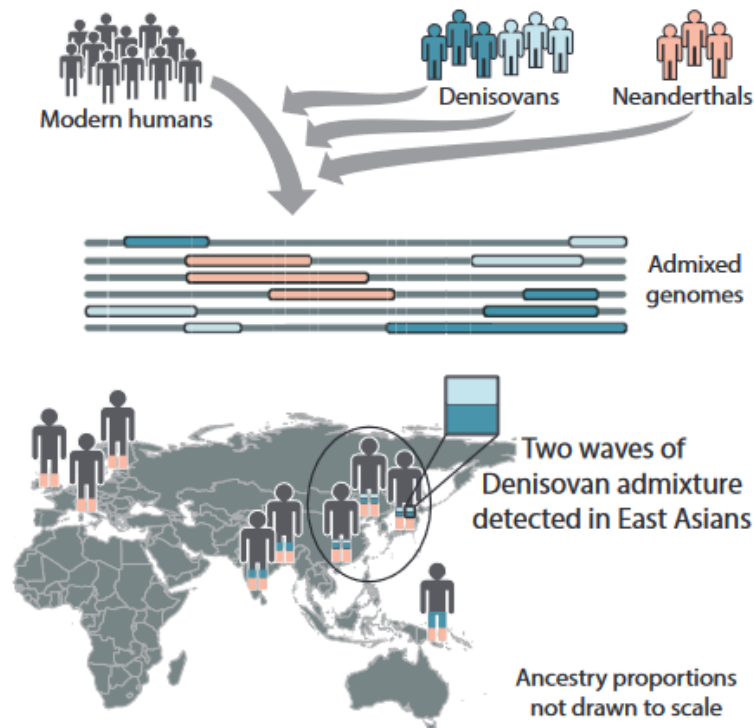 Modern humans
Denisovans
Neanderthals
Admixed
genomes
Two waves of
Denisovan admixture
detected in East Asians
Ancestry proportions
not drawn to scale